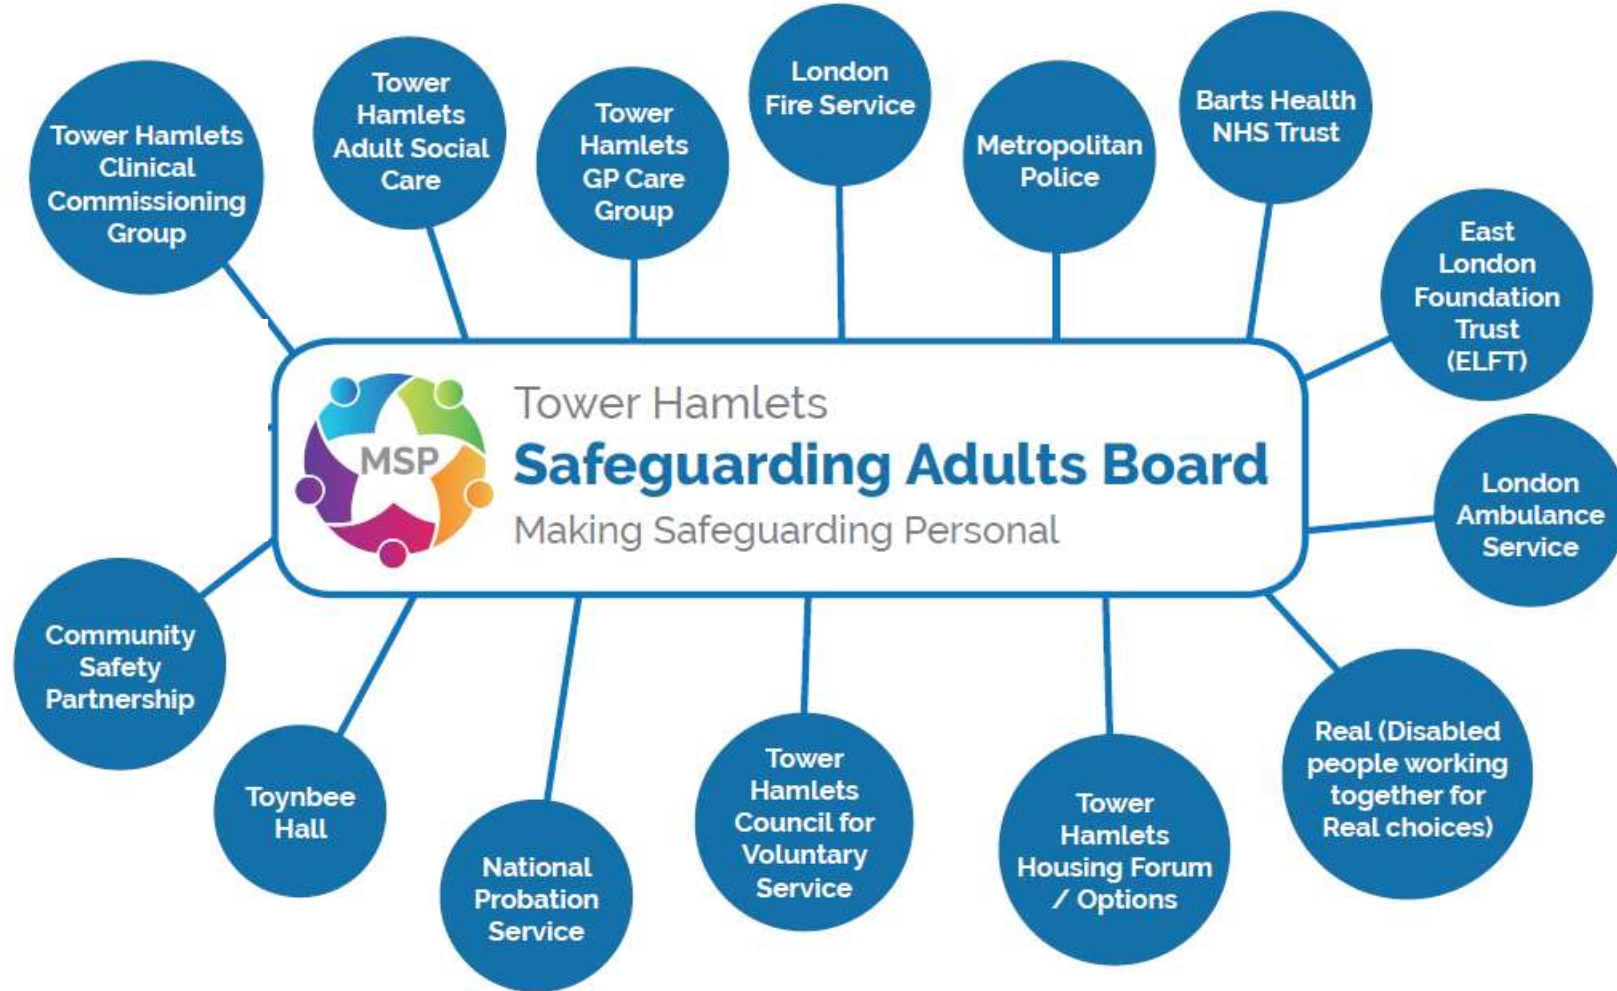 Tower Hamlets
Clinical
Commissioning
Group
Tower
Hamlets
Adult Social
Care
Tower
Hamlets
GP Care
Group
London
Fire Service
Metropolitan
Police
Barts Health
NHS Trust
East
London
Foundation
Trust
(ELFT)
MSP
Tower Hamlets
Safeguarding Adults Board
Making Safeguarding Personal
London
Ambulance
Service
Community
Safety
Partnership
Toynbee
Hall
National
Probation
Service
Tower
Hamlets
Council for
Voluntary
Service
Tower
Hamlets
Housing Forum
/ Options
Real (Disabled
people working
together for
Real choices)